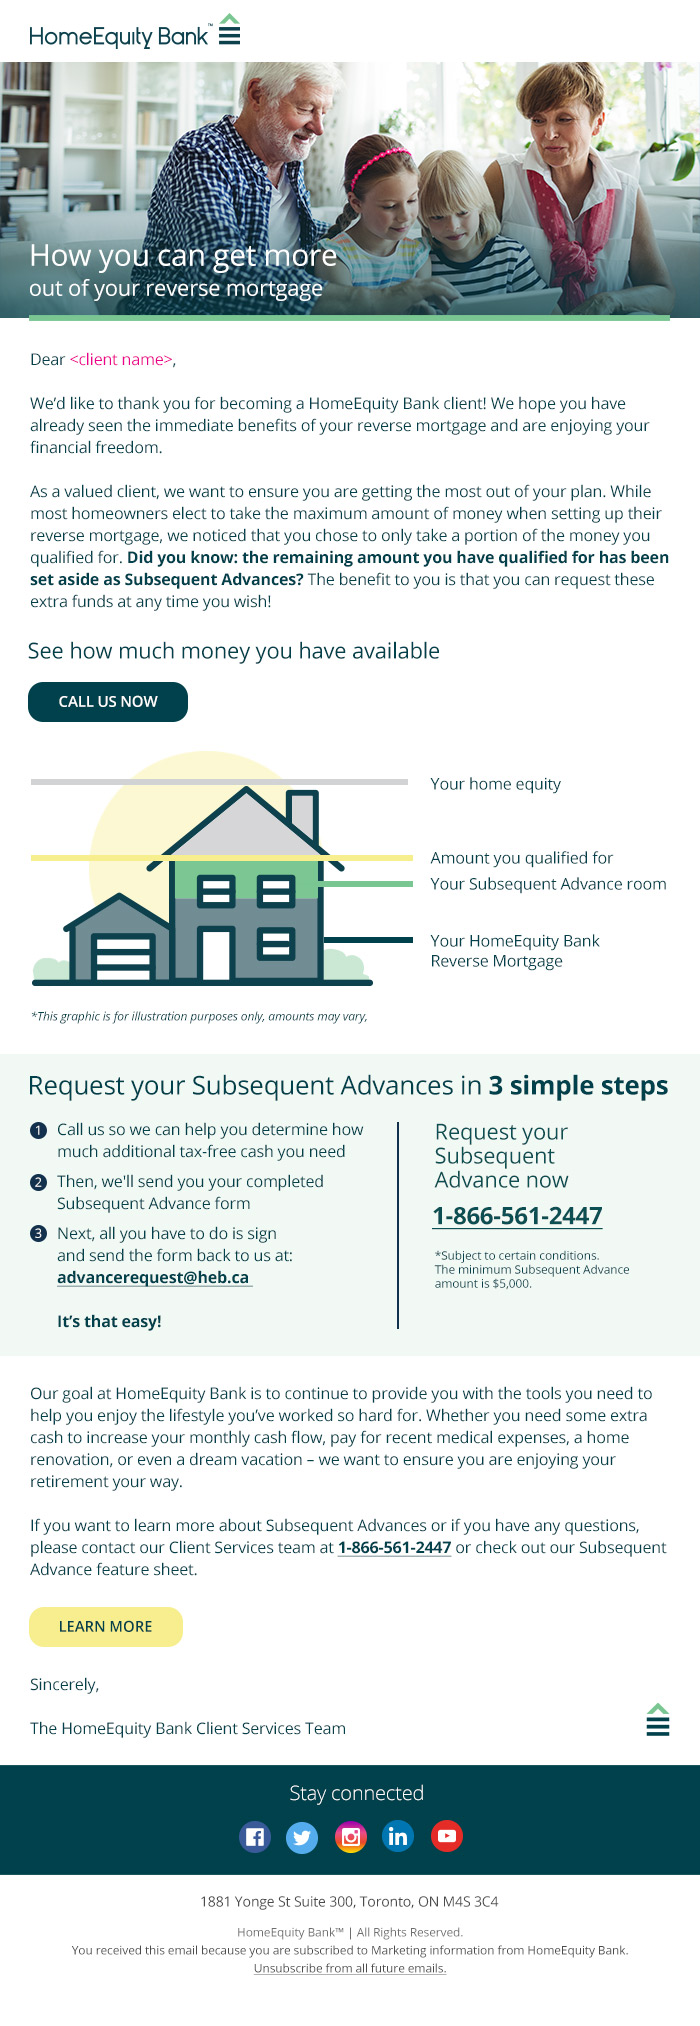 HomeEquity Bank™
How you can get more
out of your reverse mortgage
Dear <client name>,
We’d like to thank you for becoming a HomeEquity Bank client! We hope you have
already seen the immediate benefits of your reverse mortgage and are enjoying your
financial freedom.
As a valued client, we want to ensure you are getting the most out of your plan. While
most homeowners elect to take the maximum amount of money when setting up their
reverse mortgage, we noticed that you chose to only take a portion of the money you
qualified for. Did you know: the remaining amount you have qualified for has been
set aside as Subsequent Advances? The benefit to you is that you can request these
extra funds at any time you wish!
See how much money you have available
CALL US NOW
Your home equity
Amount you qualified for
Your Subsequent Advance room
Your HomeEquity Bank
Reverse Mortgage
*This graphic is for illustration purposes only, amounts may vary,
Request your Subsequent Advances in 3 simple steps
1 Call us so we can help you determine how
much additional tax-free cash you need
2 Then, we'll send you your completed
Subsequent Advance form
3 Next, all you have to do is sign
and send the form back to us at:
advancerequest@heb.ca
It’s that easy!
Request your
Subsequent
Advance now
1-866-561-2447
*Subject to certain conditions.
The minimum Subsequent Advance
amount is $5,000.
Our goal at HomeEquity Bank is to continue to provide you with the tools you need to
help you enjoy the lifestyle you’ve worked so hard for. Whether you need some extra
cash to increase your monthly cash flow, pay for recent medical expenses, a home
renovation, or even a dream vacation – we want to ensure you are enjoying your
retirement your way.
If you want to learn more about Subsequent Advances or if you have any questions,
please contact our Client Services team at 1-866-561-2447 or check out our Subsequent
Advance feature sheet.
LEARN MORE
Sincerely,
The HomeEquity Bank Client Services Team
Stay connected
1881 Yonge St Suite 300, Toronto, ON M4S 3C4
HomeEquity Bank™ | All Rights Reserved.
You received this email because you are subscribed to Marketing information from HomeEquity Bank.
Unsubscribe from all future emails.